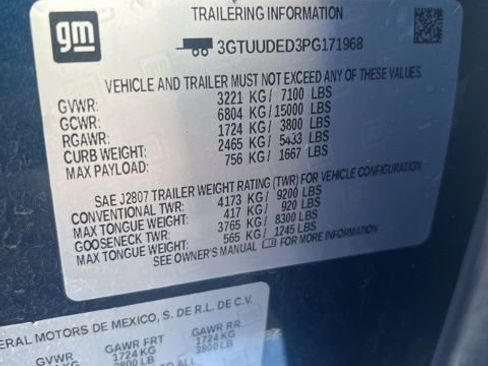 gm
TRAILERING INFORMATION
3GTUUDED3PG171968
VEHICLE AND TRAILER MUST NOT EXCEED ANY OF THESE VALUES:
GVWR: 3221 KG/ 7100 LBS
GCWR: 6804 KG/ 15000 LBS
RGAWR: 1724 KG/ 3800 LBS
CURB WEIGHT: 2465 KG/ 5433 LBS
MAX PAYLOAD: 756 KG/ 1667 LBS
SAE J2807 TRAILER WEIGHT RATING (TWR) FOR VEHICLE CONFIGURATION:
CONVENTIONAL TWR: 4173 KG/ 9200 LBS
MAX TONGUE WEIGHT: 417 KG/ 920 LBS
GOOSENECK TWR: 3765 KG/ 8300 LBS
MAX TONGUE WEIGHT: 565 KG/ 1245 LBS
SEE OWNER'S MANUAL FOR MORE INFORMATION
ERAL MOTORS DE MEXICO, S. DE R.L. DE C.V.
GVWR GAWR FRT GAWR RR
KG 1724 KG 1724 KG
LBS 3800 LB 3800 LB